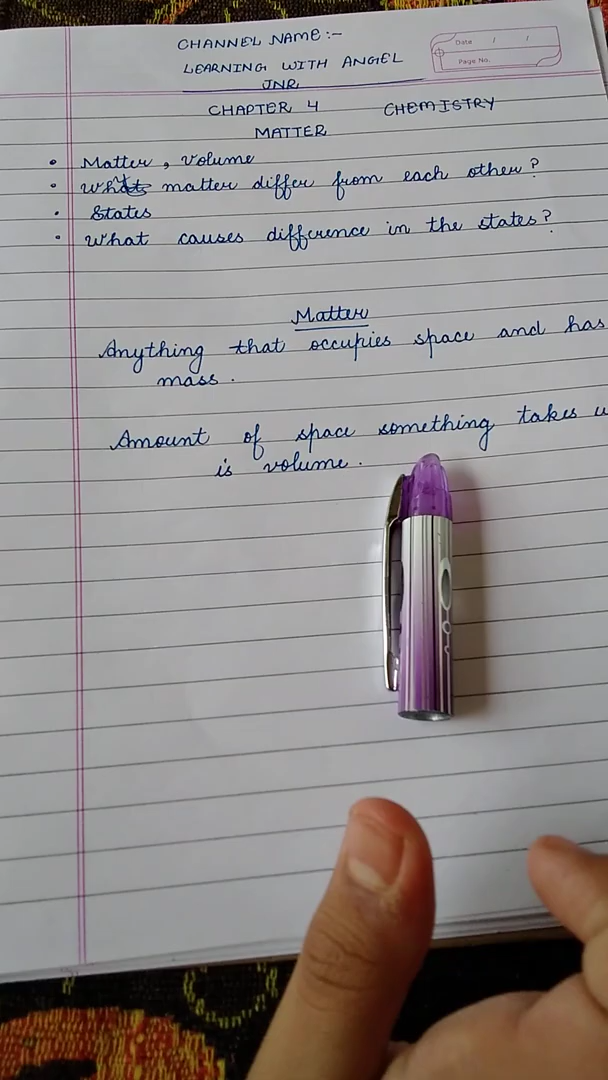 CHANNEL NAME :-
LEARNING WITH ANGEL
JNR
Date / /
Page No.
CHAPTER 4 CHEMISTRY
MATTER
• Matter, volume
• What matter differ from each other?
• States
• What causes difference in the states?
Matter
Anything that occupies space and has
mass.
Amount of space something takes
is volume.